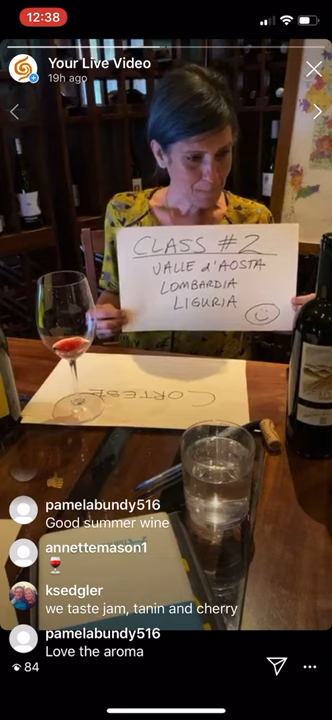 12:38
Your Live Video
19h ago
CLASS #2
VALLE d'AOSTA
LOMBARDIA
LIGURIA
CORTESE
pamelabundy516
Good summer wine
annettemason1
🍷
ksedgler
we taste jam, tanin and cherry
pamelabundy516
Love the aroma
84